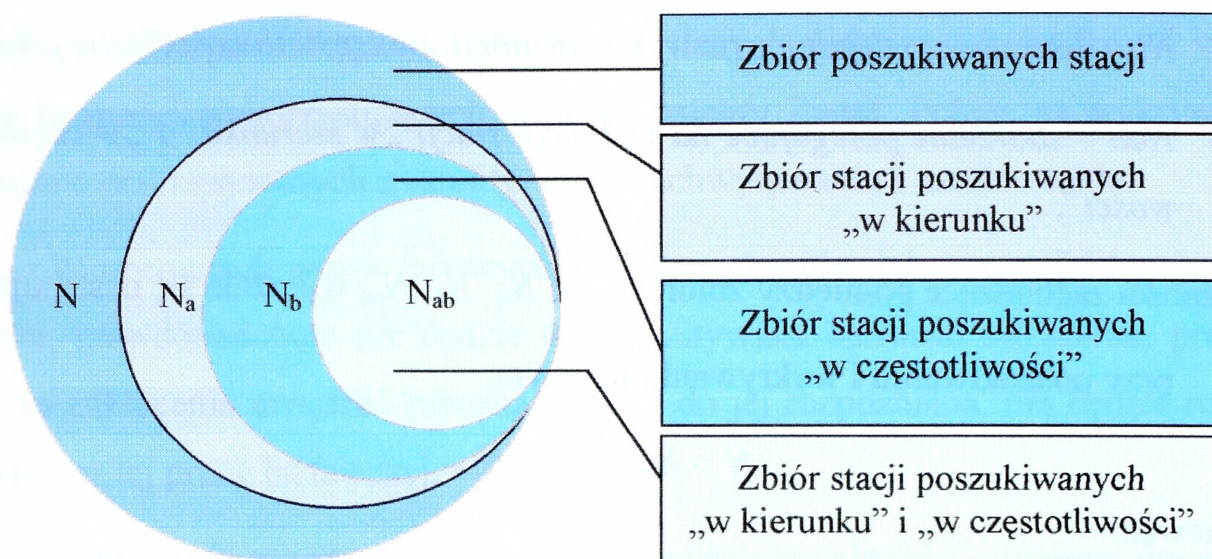 Zbiór poszukiwanych stacji
Zbiór stacji poszukiwanych
„w kierunku”
Zbiór stacji poszukiwanych
„w częstotliwości”
Zbiór stacji poszukiwanych
„w kierunku” i „w częstotliwości”
N
Na
Nb
Nab